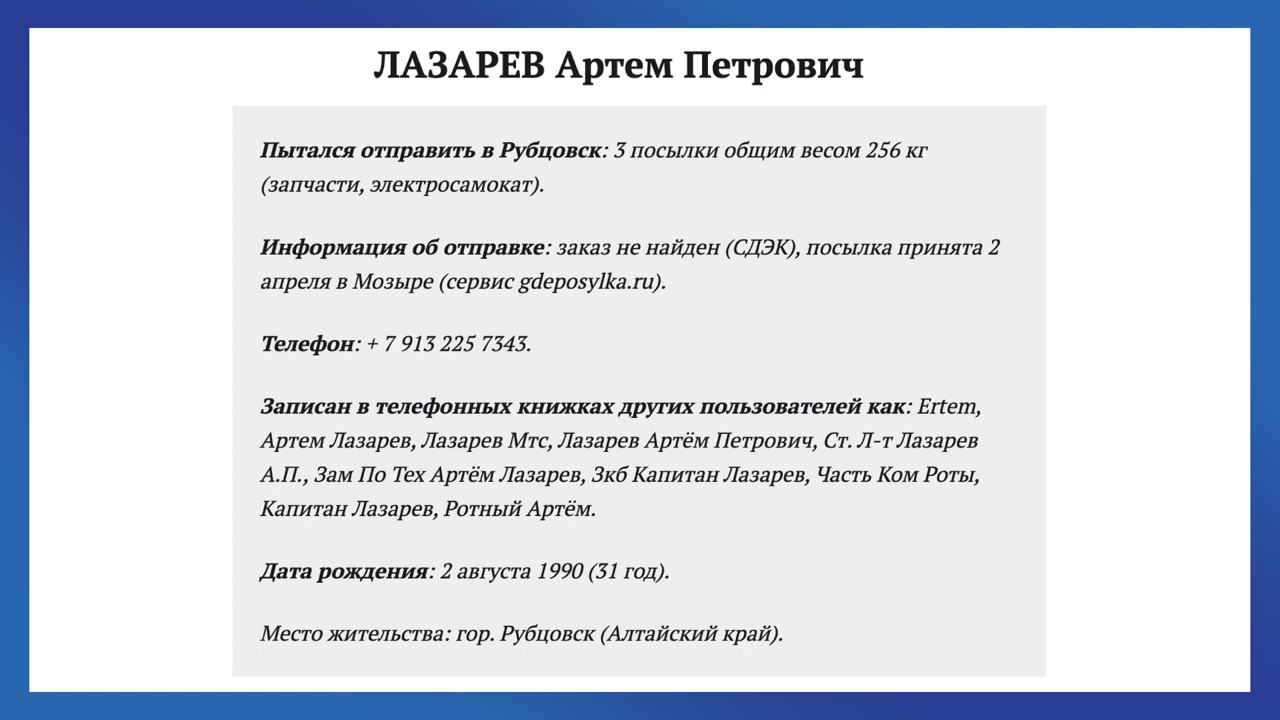 ЛАЗАРЕВ Артем Петрович
Пытался отправить в Рубцовск: 3 посылки общим весом 256 кг
(запчасти, электросамокат).
Информация об отправке: заказ не найден (СДЭК), посылка принята 2
апреля в Мозыре (сервис gdeposylka.ru).
Телефон: + 7 913 225 7343.
Записан в телефонных книжках других пользователей как: Ertem,
Артем Лазарев, Лазарев Мтс, Лазарев Артём Петрович, Ст. Л-т Лазарев
А.П., Зам По Тех Артём Лазарев, Зкб Капитан Лазарев, Часть Ком Роты,
Капитан Лазарев, Ротный Артём.
Дата рождения: 2 августа 1990 (31 год).
Место жительства: гор. Рубцовск (Алтайский край).